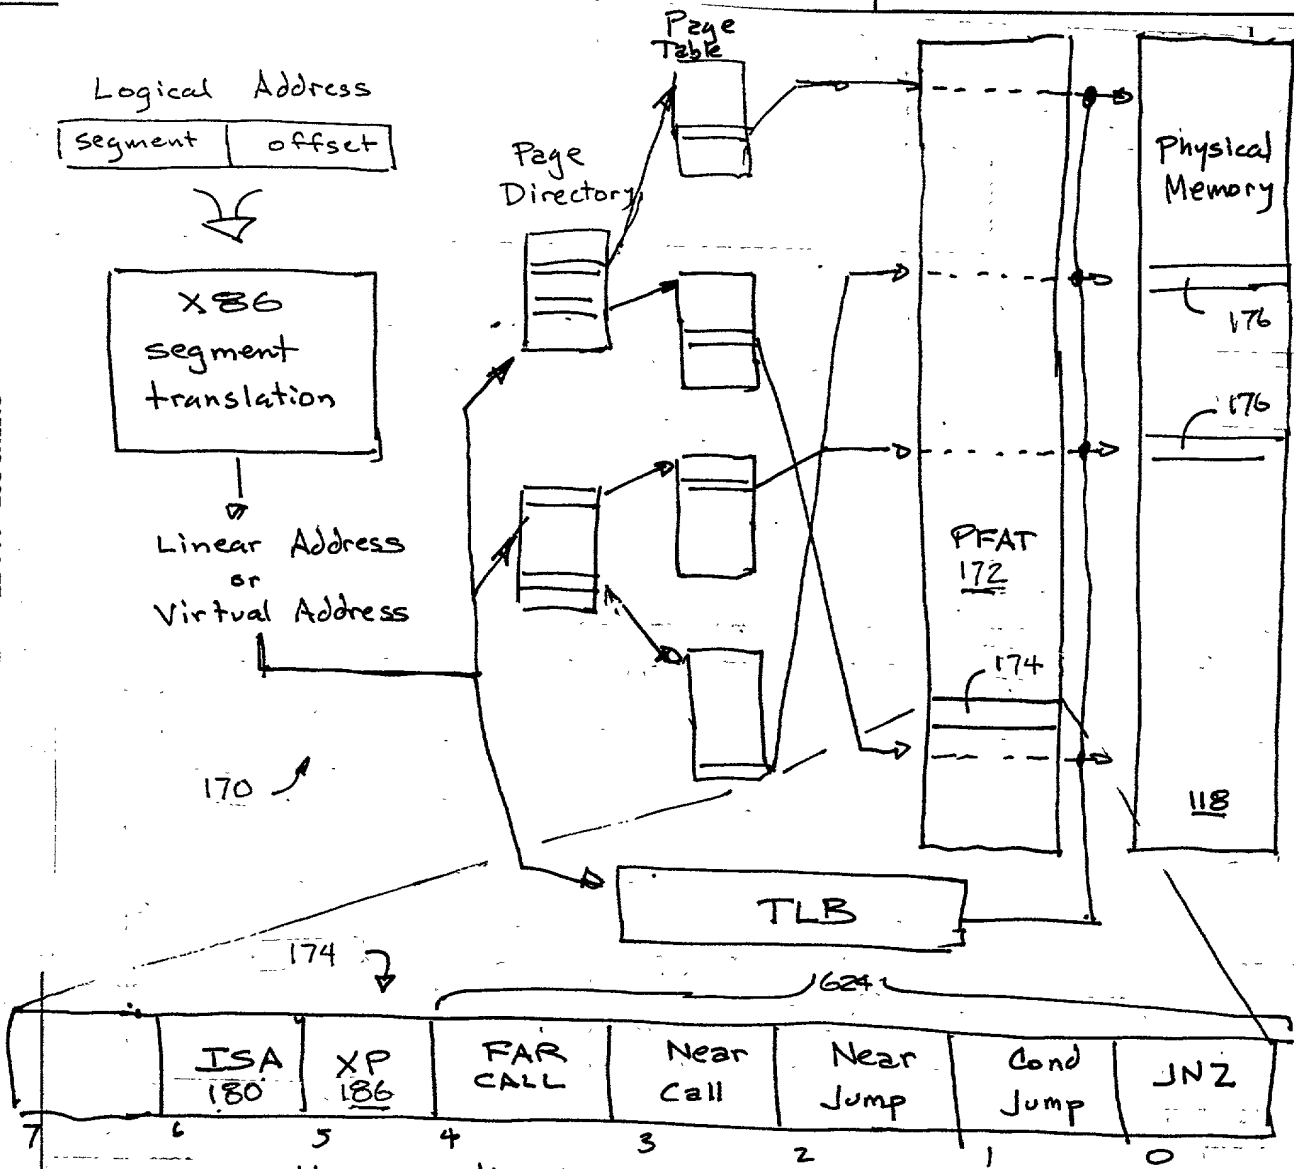 Logical Address
segment offset
X86
segment
translation
Linear Address
or
Virtual Address
170
Page
Directory
Page
Table
PFAT
172
174
Physical
Memory
176
176
118
TLB
174
624
ISA
180
XP
186
FAR
CALL
Near
Call
Near
Jump
Cond
Jump
JNZ
7 6 5 4 3 2 1 0